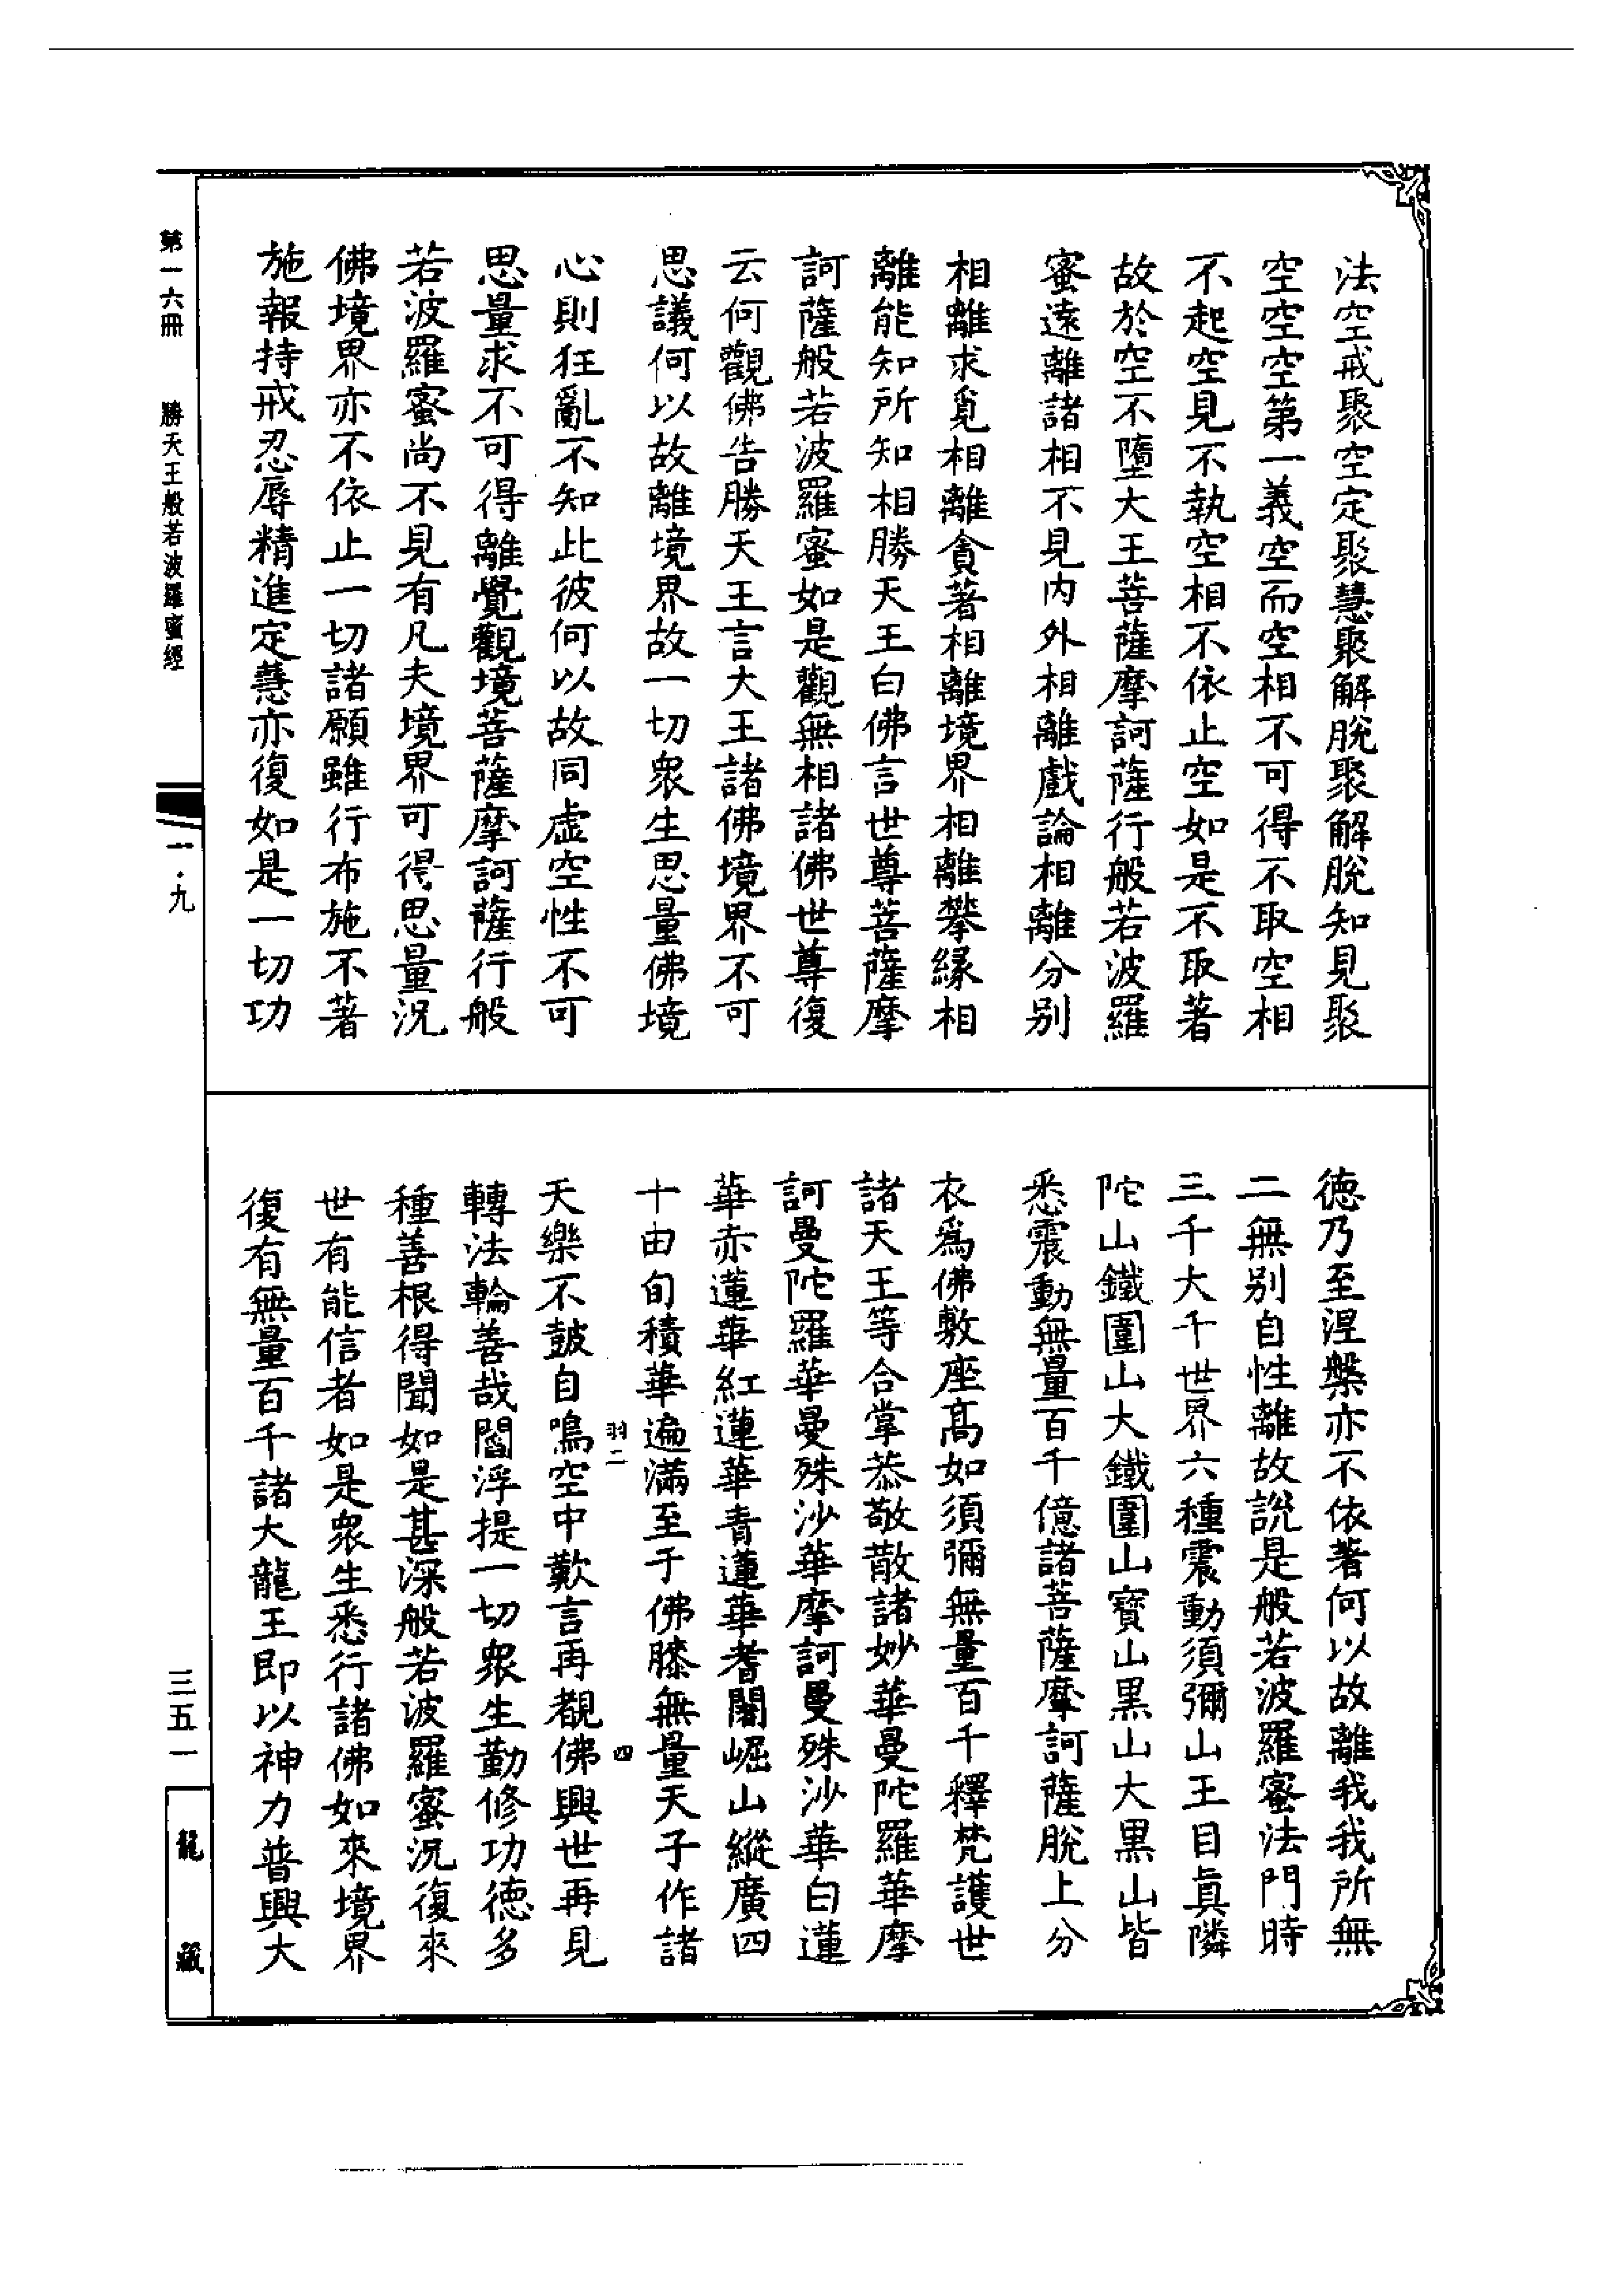 法空戒聚空定聚慧聚解脫聚解脫知見聚
空空空第一義空而空相不可得不取空相
不起空見不執空相不依止空如是不取著
故於空不墮大王菩薩摩訶薩行般若波羅
蜜遠離諸相不見内外相離戲論相離分别
相離求覓相離貪著相離境界相離攀緣相
離能知所知相勝天王白佛言世尊菩薩摩
訶薩般若波羅蜜如是觀無相諸佛世尊復
云何觀佛告勝天王言大王諸佛境界不可
思議何以故離境界故一切衆生思量佛境
心則狂亂不知此彼何以故同虛空性不可
思量求不可得離覺觀境菩薩摩訶薩行般
若波羅蜜尚不見有凡夫境界可得思量況
佛境界亦不依止一切諸願雖行布施不著
施報持戒忍辱精進定慧亦復如是一切功
德乃至涅槃亦不依著何以故離我我所無
二無别自性離故說是般若波羅蜜法門時
三千大千世界六種震動須彌山王目真隣
陀山鐵圍山大鐵圍山寶山黒山大黒山皆
悉震動無量百千億諸菩薩摩訶薩脫上分
衣爲佛敷座髙如須彌無量百千釋梵護世
諸天王等合掌恭敬散諸妙華曼陀羅華摩
訶曼陀羅華曼殊沙華摩訶曼殊沙華白蓮
華赤蓮華紅蓮華青蓮華耆闍崛山縱廣四
十由旬積華遍滿至于佛膝無量天子作諸
羽二 四
天樂不鼓自鳴空中歎言再覩佛興世再見
轉法輪善哉閻浮提一切衆生勤修功德多
種善根得聞如是甚深般若波羅蜜況復來
世有能信者如是衆生悉行諸佛如來境界
復有無量百千諸大龍王即以神力普興大
第一六冊 勝天王般若波羅蜜經
一·九
三五一
龍藏